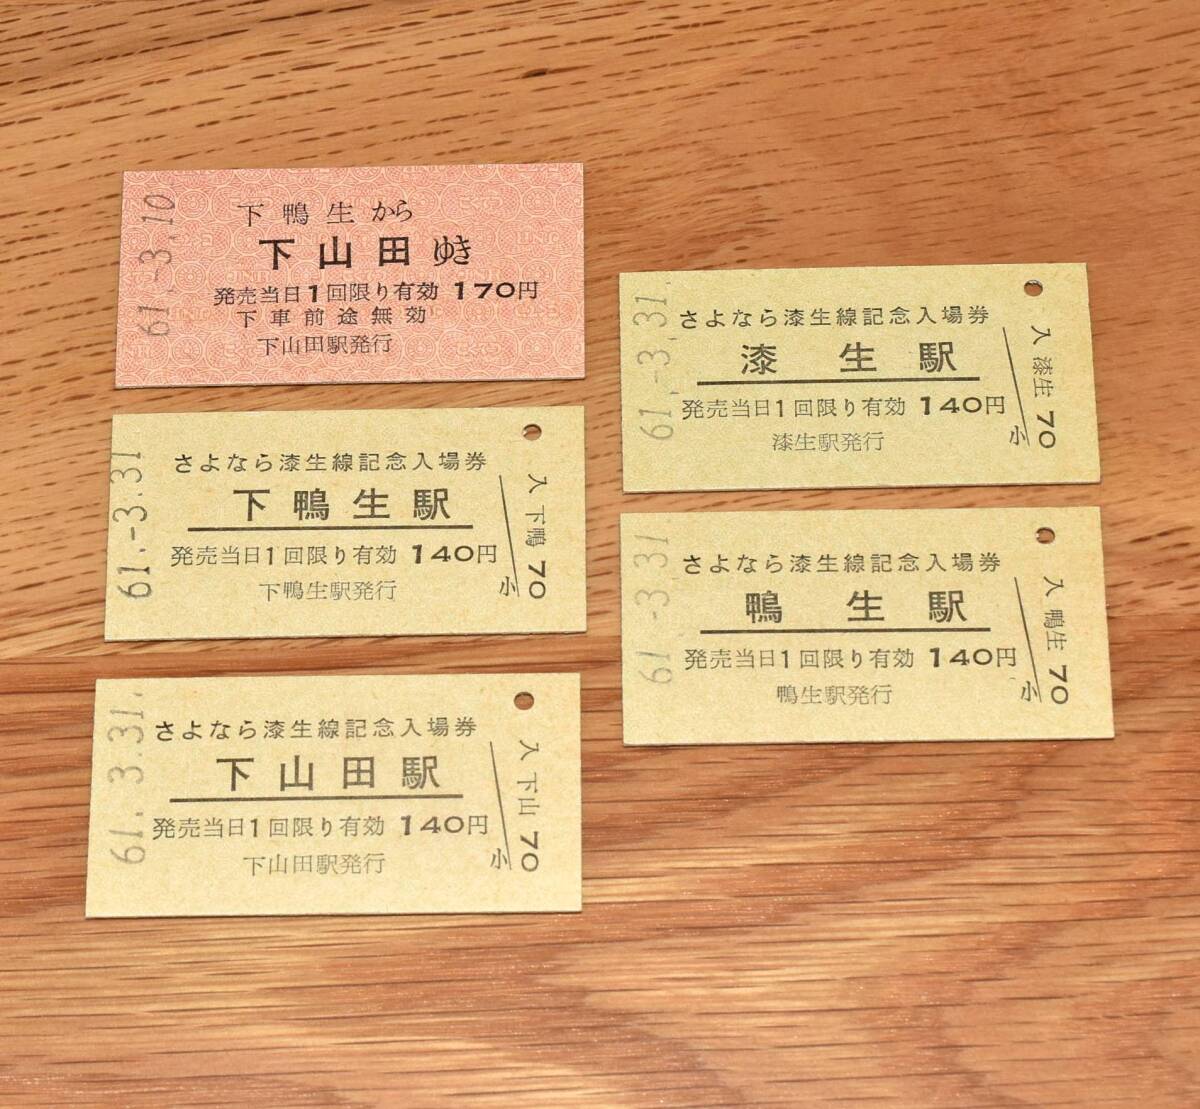 61.-3.10
下鴨生から
下山田ゆき
発売当日1回限り有効 170円
下車前途無効
下山田駅発行
61.-3.31
さよなら漆生線記念入場券
漆生駅
発売当日1回限り有効 140円
漆生駅発行
入 漆生 70
小
61.-3.31
さよなら漆生線記念入場券
下鴨生駅
発売当日1回限り有効 140円
下鴨生駅発行
入 下鴨 70
小
61.-3.31
さよなら漆生線記念入場券
鴨生駅
発売当日1回限り有効 140円
鴨生駅発行
入 鴨生 70
小
61.3.31.
さよなら漆生線記念入場券
下山田駅
発売当日1回限り有効 140円
下山田駅発行
入 下山 70
小